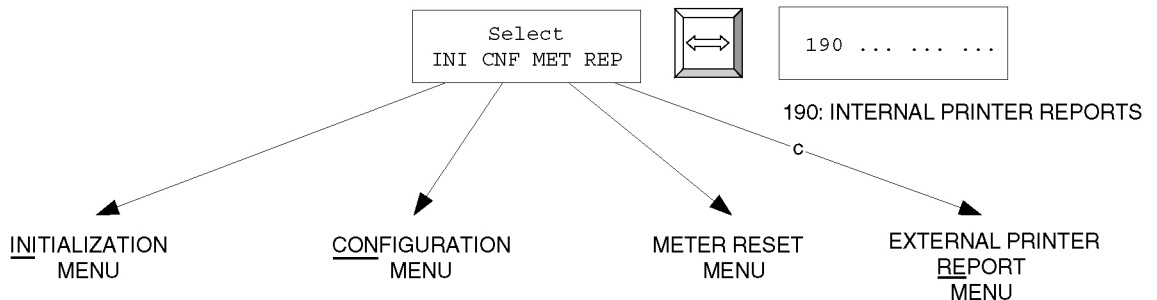 Select
INI CNF MET REP
190 ... ... ...
190: INTERNAL PRINTER REPORTS
c
INITIALIZATION
MENU
CONFIGURATION
MENU
METER RESET
MENU
EXTERNAL PRINTER
REPORT
MENU